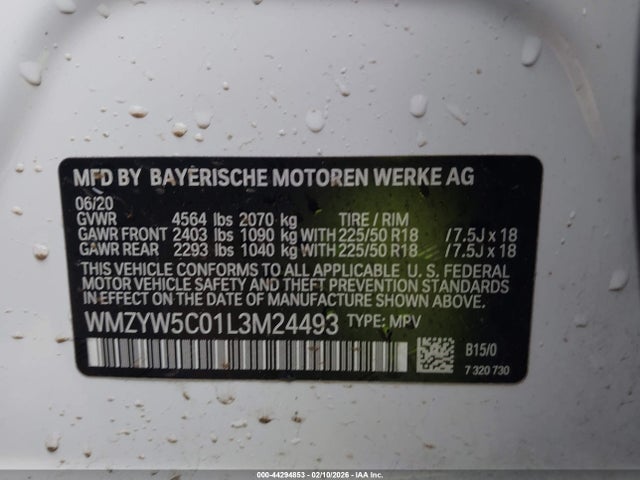 MFD BY BAYERISCHE MOTOREN WERKE AG
06/20
GVWR 4564 lbs 2070 kg TIRE / RIM
GAWR FRONT 2403 lbs 1090 kg WITH 225/50 R18 /7.5J x 18
GAWR REAR 2293 lbs 1040 kg WITH 225/50 R18 /7.5J x 18
THIS VEHICLE CONFORMS TO ALL APPLICABLE U. S. FEDERAL
MOTOR VEHICLE SAFETY AND THEFT PREVENTION STANDARDS
IN EFFECT ON THE DATE OF MANUFACTURE SHOWN ABOVE.
WMZYW5C01L3M24493 TYPE: MPV
B15/0
7 320 730
000-44294853 - 02/10/2026 - IAA Inc.